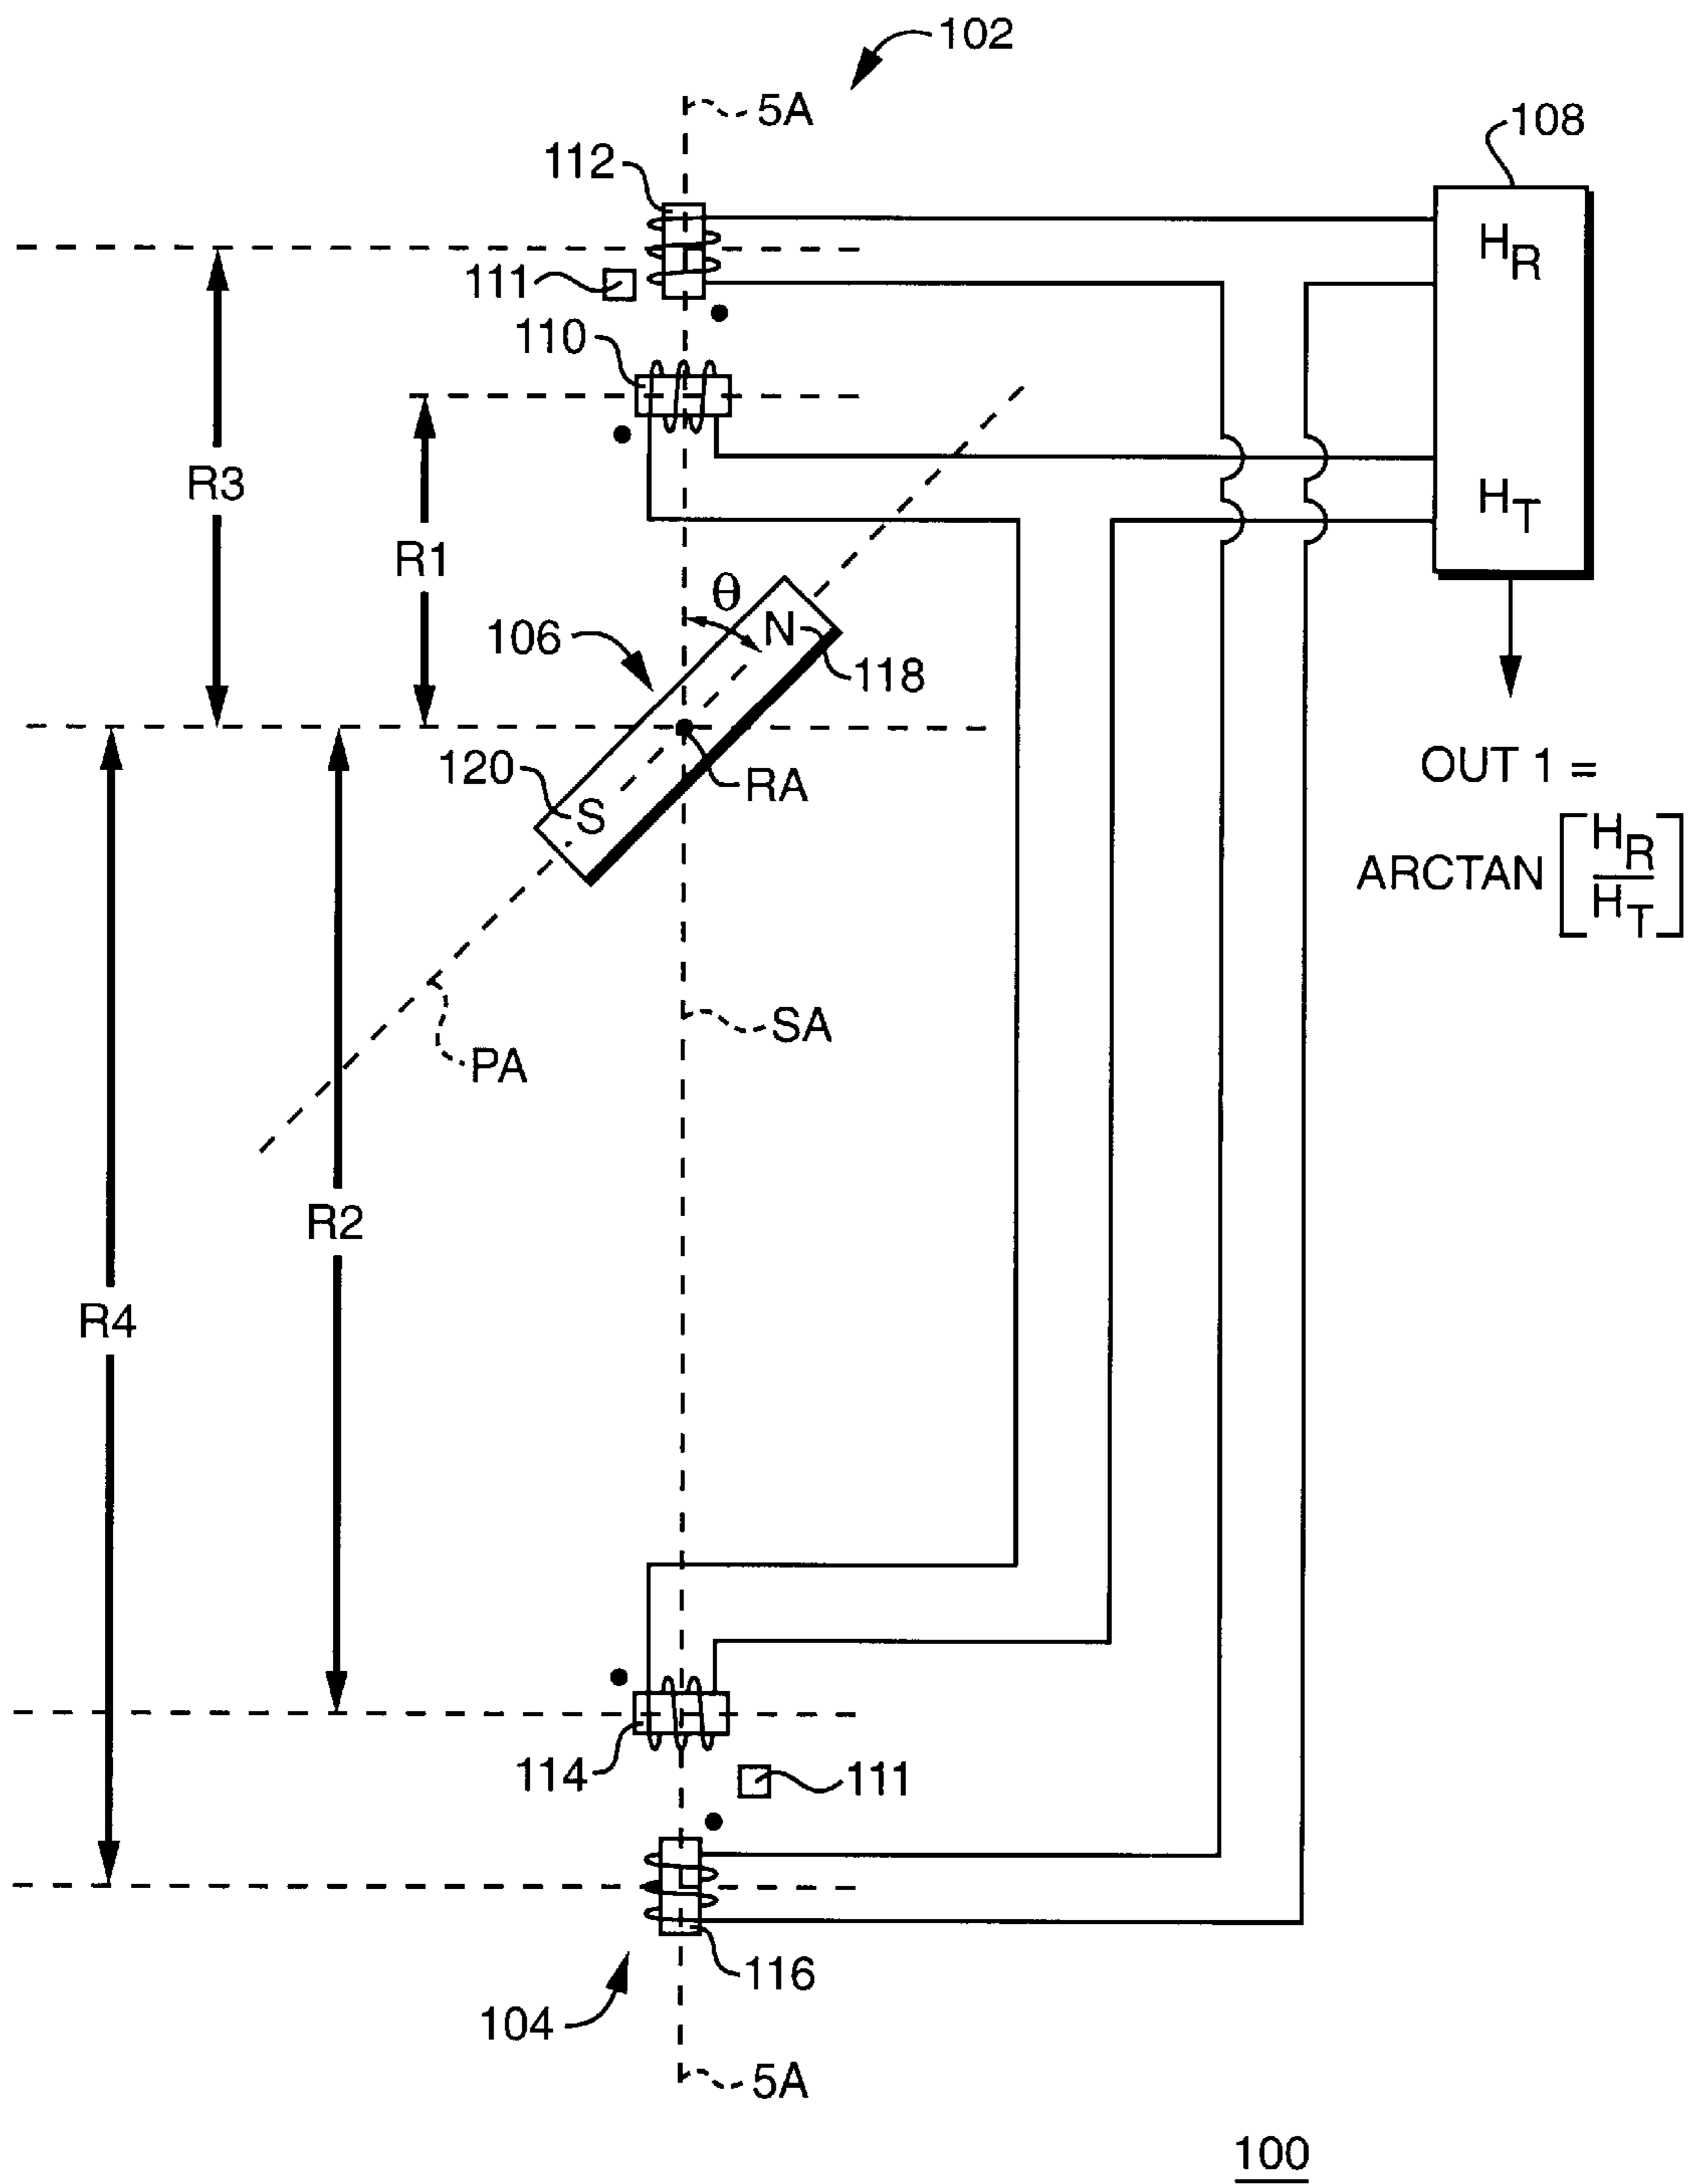 102
5A
108
112
H_R
111
110
R3
H_T
R1
θ
106
N
118
120
RA
S
OUT 1 =
ARCTAN [H_R / H_T]
SA
PA
R2
R4
114
111
116
104
5A
100